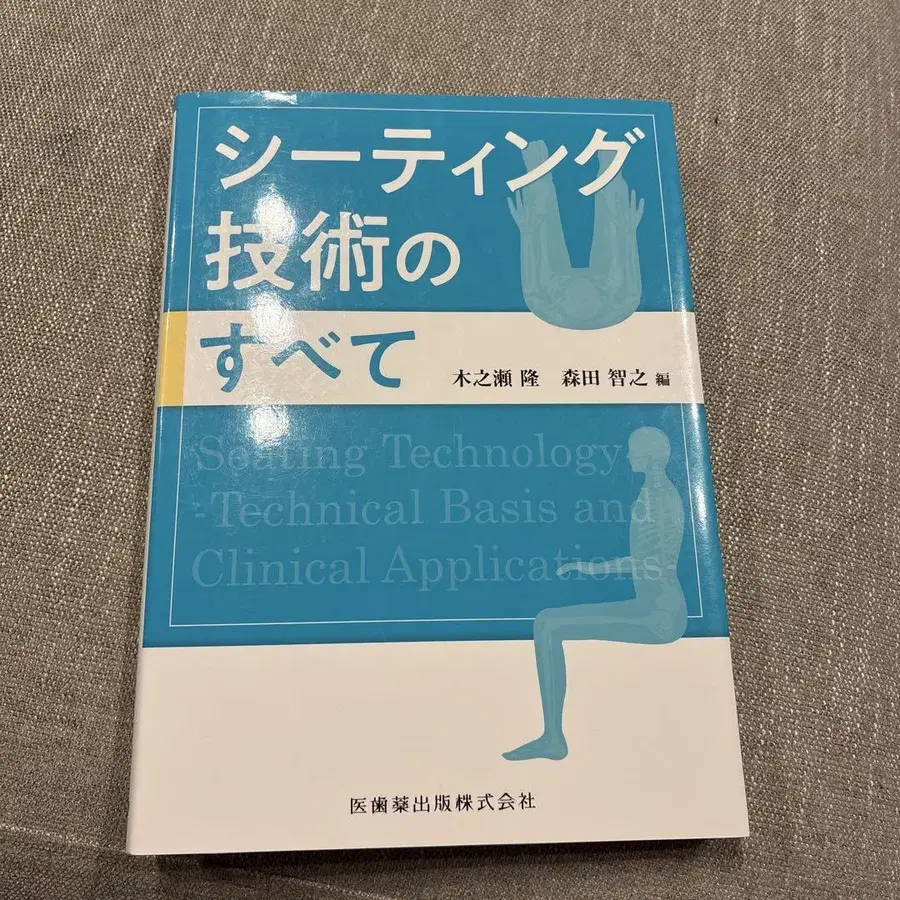 シーティング
技術の
すべて
木之瀬 隆 森田 智之 編
Seating Technology
-Technical Basis and
Clinical Applications-
医歯薬出版株式会社